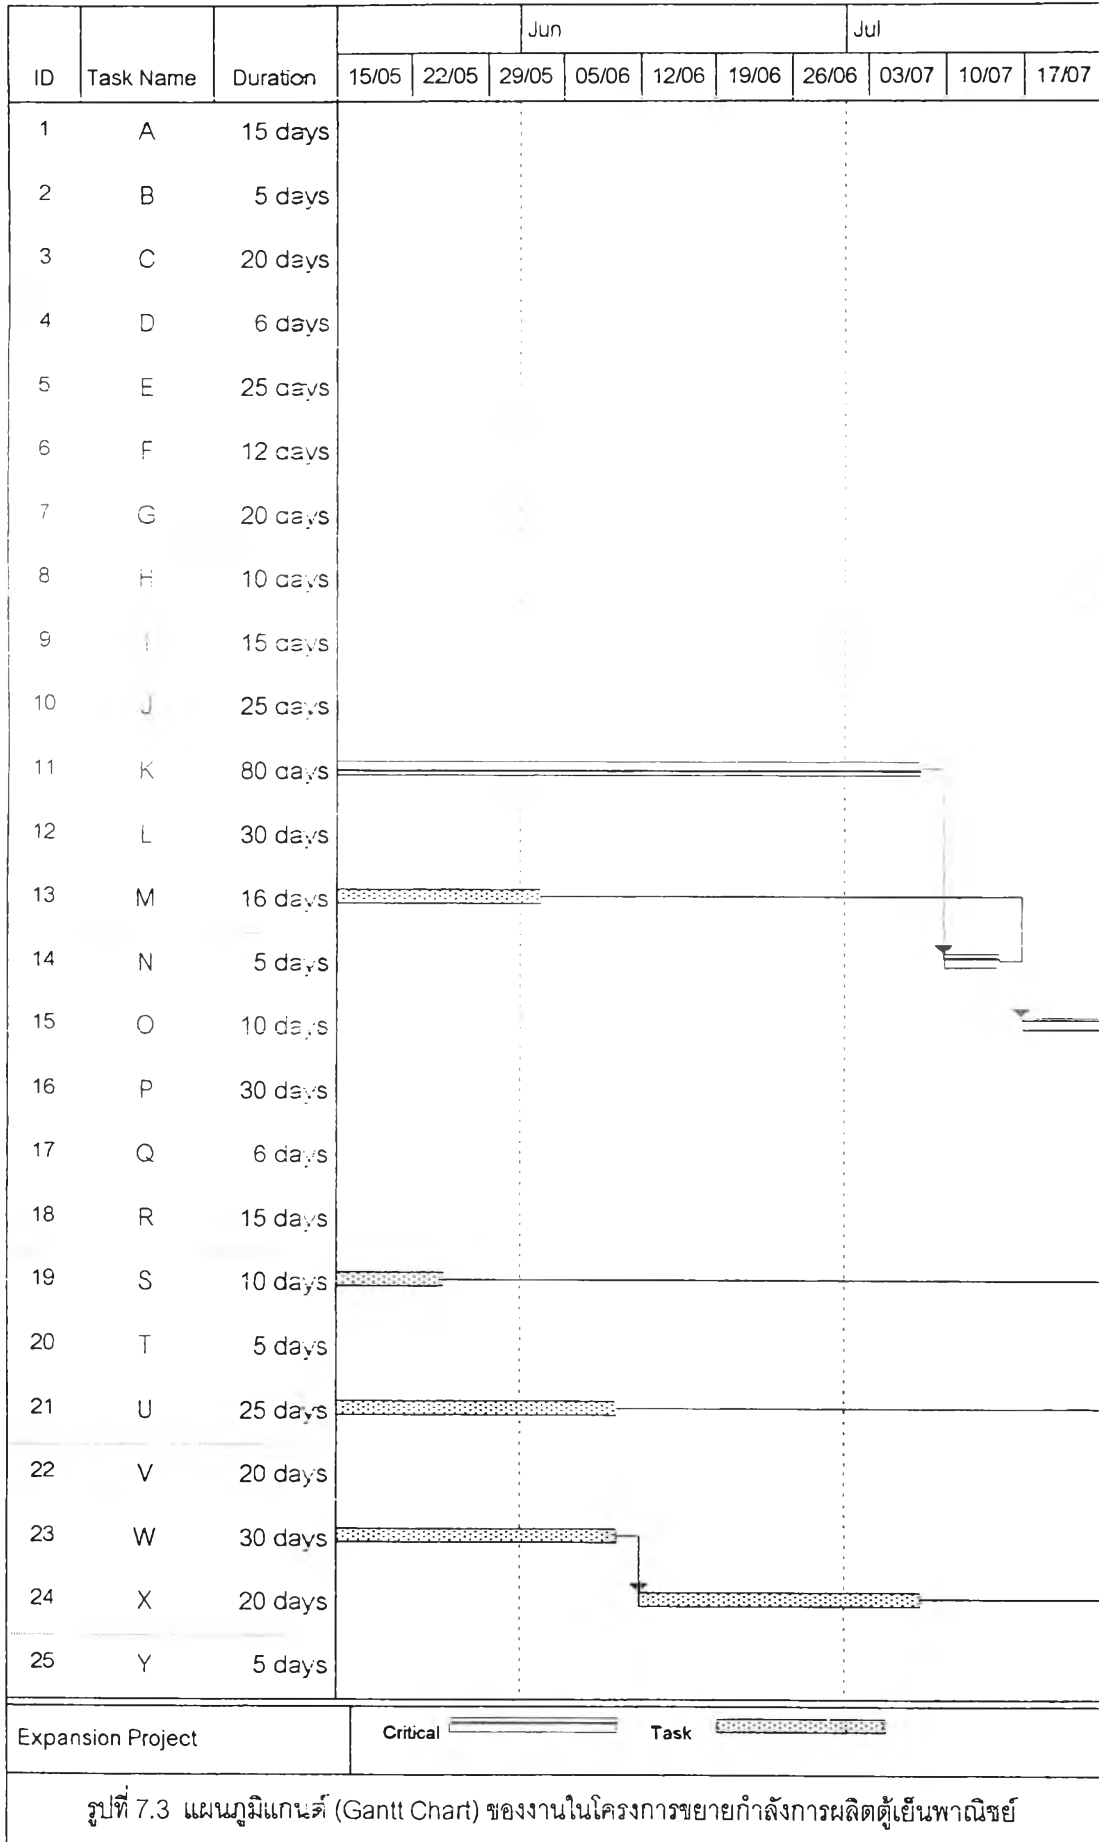 Jun Jul
ID Task Name Duration 15/05 22/05 29/05 05/06 12/06 19/06 26/06 03/07 10/07 17/07
1 A 15 days
2 B 5 days
3 C 20 days
4 D 6 days
5 E 25 days
6 F 12 days
7 G 20 days
8 H 10 days
9 I 15 days
10 J 25 days
11 K 80 days
12 L 30 days
13 M 16 days
14 N 5 days
15 O 10 days
16 P 30 days
17 Q 6 days
18 R 15 days
19 S 10 days
20 T 5 days
21 U 25 days
22 V 20 days
23 W 30 days
24 X 20 days
25 Y 5 days
Expansion Project Critical Task
รูปที่ 7.3 แผนภูมิแกนต์ (Gantt Chart) ของงานในโครงการขยายกำลังการผลิตตู้เย็นพาณิชย์